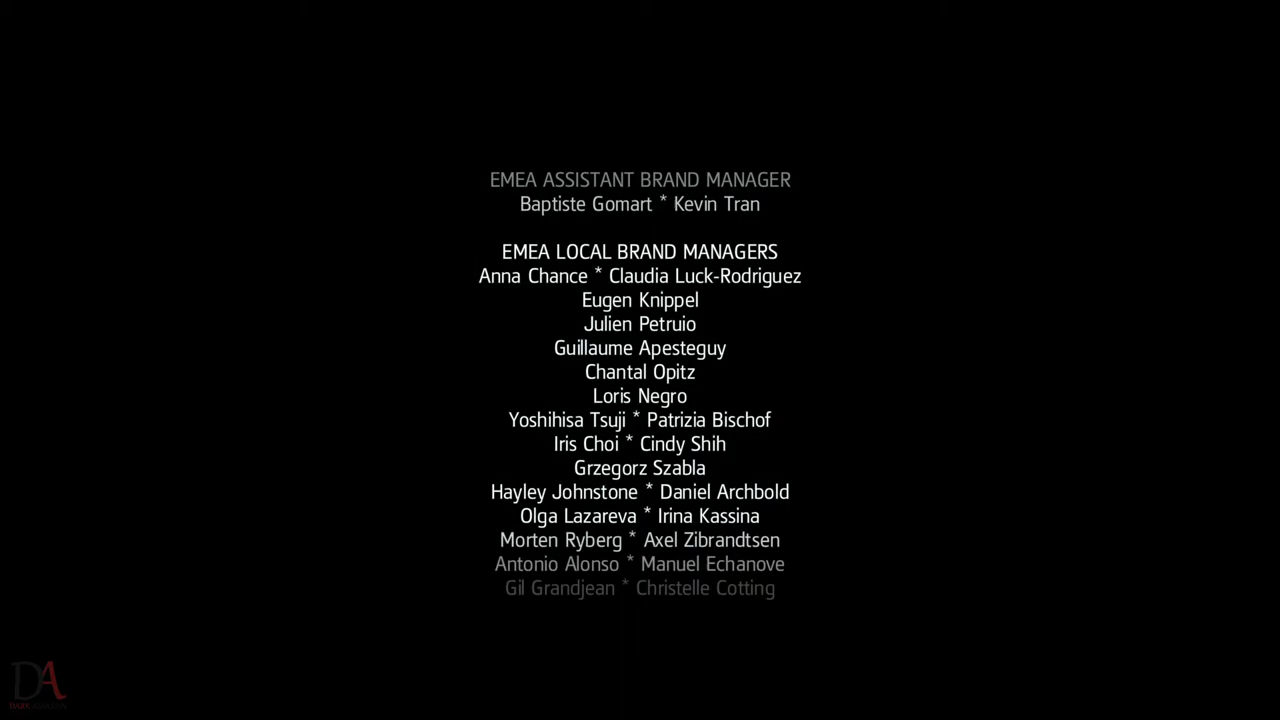 EMEA ASSISTANT BRAND MANAGER
Baptiste Gomart * Kevin Tran
EMEA LOCAL BRAND MANAGERS
Anna Chance * Claudia Luck-Rodriguez
Eugen Knippel
Julien Petruio
Guillaume Apesteguy
Chantal Opitz
Loris Negro
Yoshihisa Tsuji * Patrizia Bischof
Iris Choi * Cindy Shih
Grzegorz Szabla
Hayley Johnstone * Daniel Archbold
Olga Lazareva * Irina Kassina
Morten Ryberg * Axel Zibrandtsen
Antonio Alonso * Manuel Echanove
Gil Grandjean * Christelle Cotting
DA